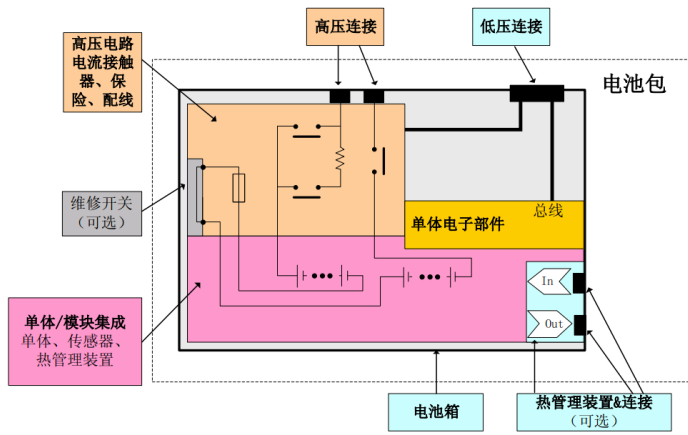 高压连接
低压连接
高压电路
电流接触
器、保
险、配线
电池包
维修开关
（可选）
总线
单体电子部件
In
Out
单体/模块集成
单体、传感器、
热管理装置
电池箱
热管理装置&连接
（可选）